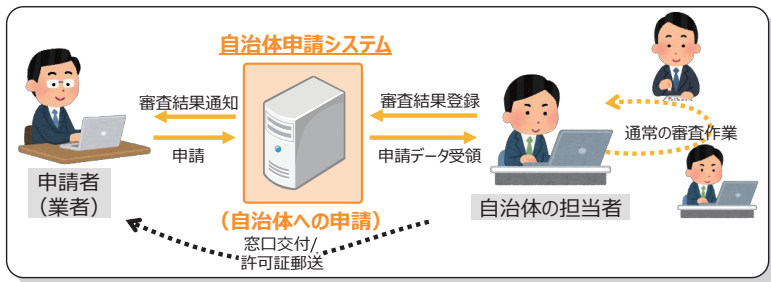 自治体申請システム
審査結果通知
申請
審査結果登録
申請データ受領
通常の審査作業
申請者
（業者）
（自治体への申請）
自治体の担当者
窓口交付/
許可証郵送